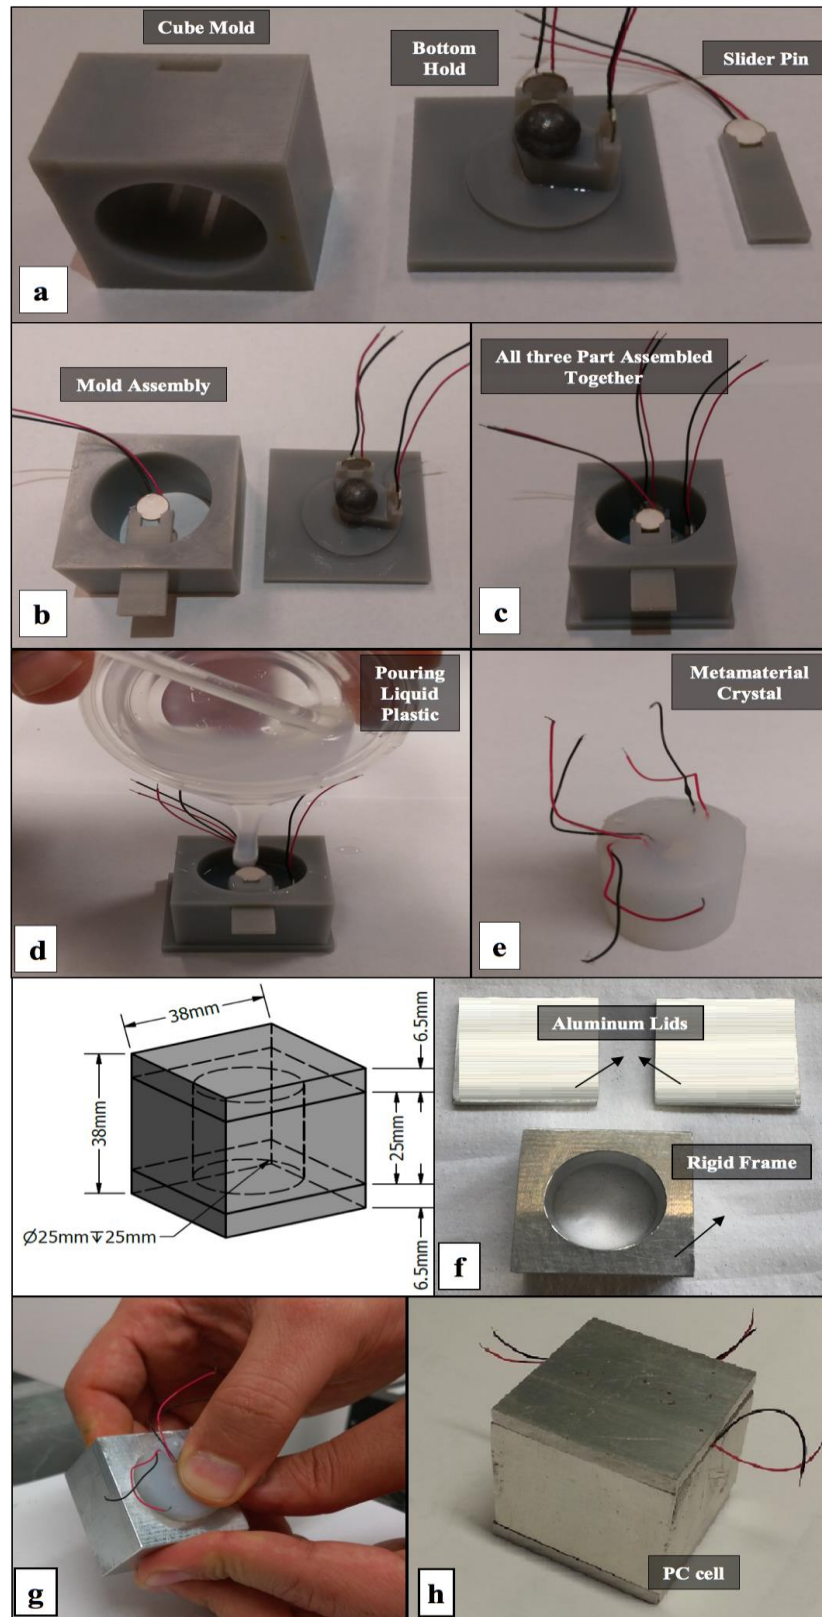 Cube Mold
Bottom
Hold
Slider Pin
a
Mold Assembly
b
All three Part Assembled
Together
c
Pouring
Liquid
Plastic
d
Metamaterial
Crystal
e
38mm
38mm
6.5mm
25mm
6.5mm
Ø25mm↧25mm
Aluminum Lids
Rigid Frame
f
g
PC cell
h